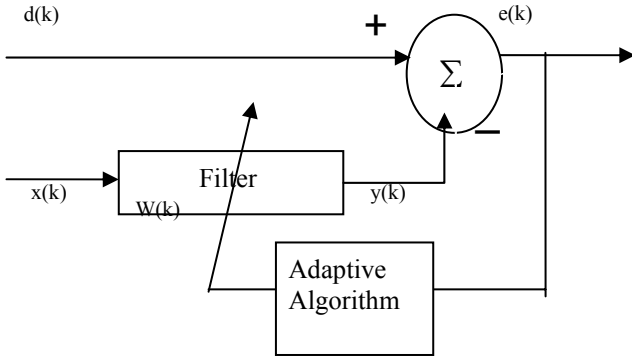 d(k)
e(k)
+
Σ
−
Filter
x(k)
W(k)
y(k)
Adaptive
Algorithm